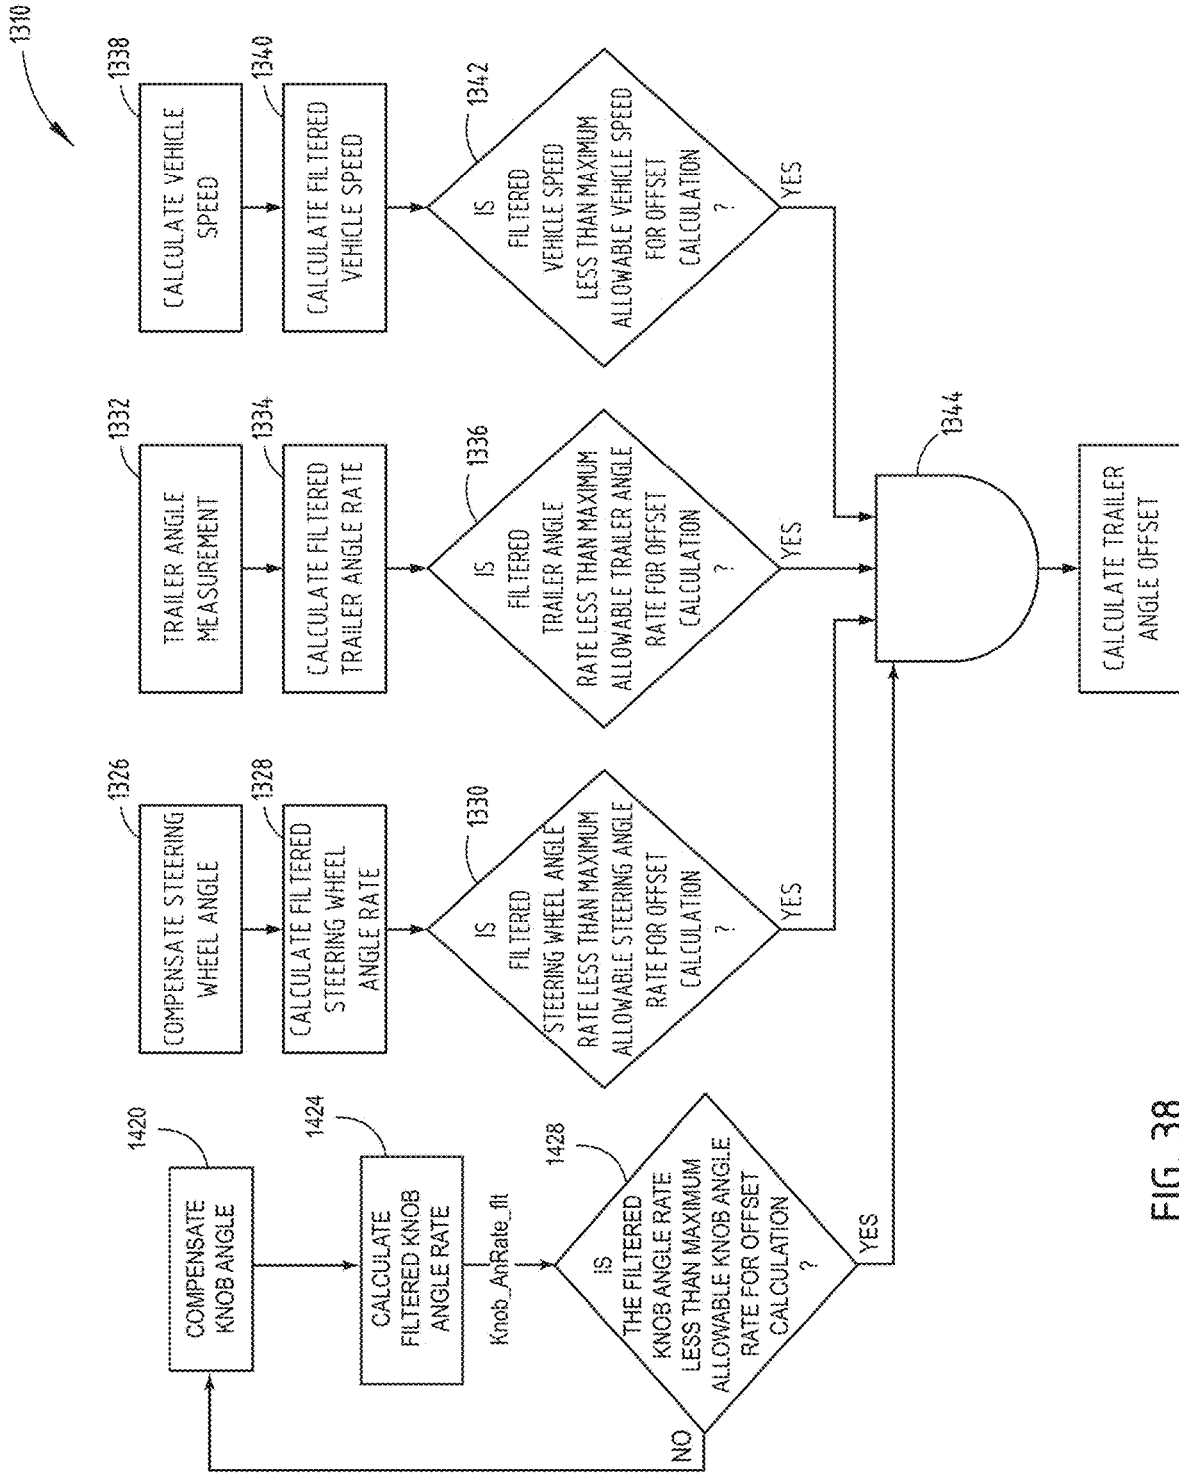 1310
1420
COMPENSATE
KNOB ANGLE
1424
CALCULATE
FILTERED KNOB
ANGLE RATE
Knob_AnRate_flt
1428
IS
THE FILTERED
KNOB ANGLE RATE
LESS THAN MAXIMUM
ALLOWABLE KNOB ANGLE
RATE FOR OFFSET
CALCULATION
?
NO
YES
1326
COMPENSATE STEERING
WHEEL ANGLE
1328
CALCULATE FILTERED
STEERING WHEEL
ANGLE RATE
1330
IS
FILTERED
STEERING WHEEL ANGLE
RATE LESS THAN MAXIMUM
ALLOWABLE STEERING ANGLE
RATE FOR OFFSET
CALCULATION
?
YES
1332
TRAILER ANGLE
MEASUREMENT
1334
CALCULATE FILTERED
TRAILER ANGLE RATE
1336
IS
FILTERED
TRAILER ANGLE
RATE LESS THAN MAXIMUM
ALLOWABLE TRAILER ANGLE
RATE FOR OFFSET
CALCULATION
?
YES
1338
CALCULATE VEHICLE
SPEED
1340
CALCULATE FILTERED
VEHICLE SPEED
1342
IS
FILTERED
VEHICLE SPEED
LESS THAN MAXIMUM
ALLOWABLE VEHICLE SPEED
FOR OFFSET
CALCULATION
?
YES
1344
CALCULATE TRAILER
ANGLE OFFSET
FIG. 38